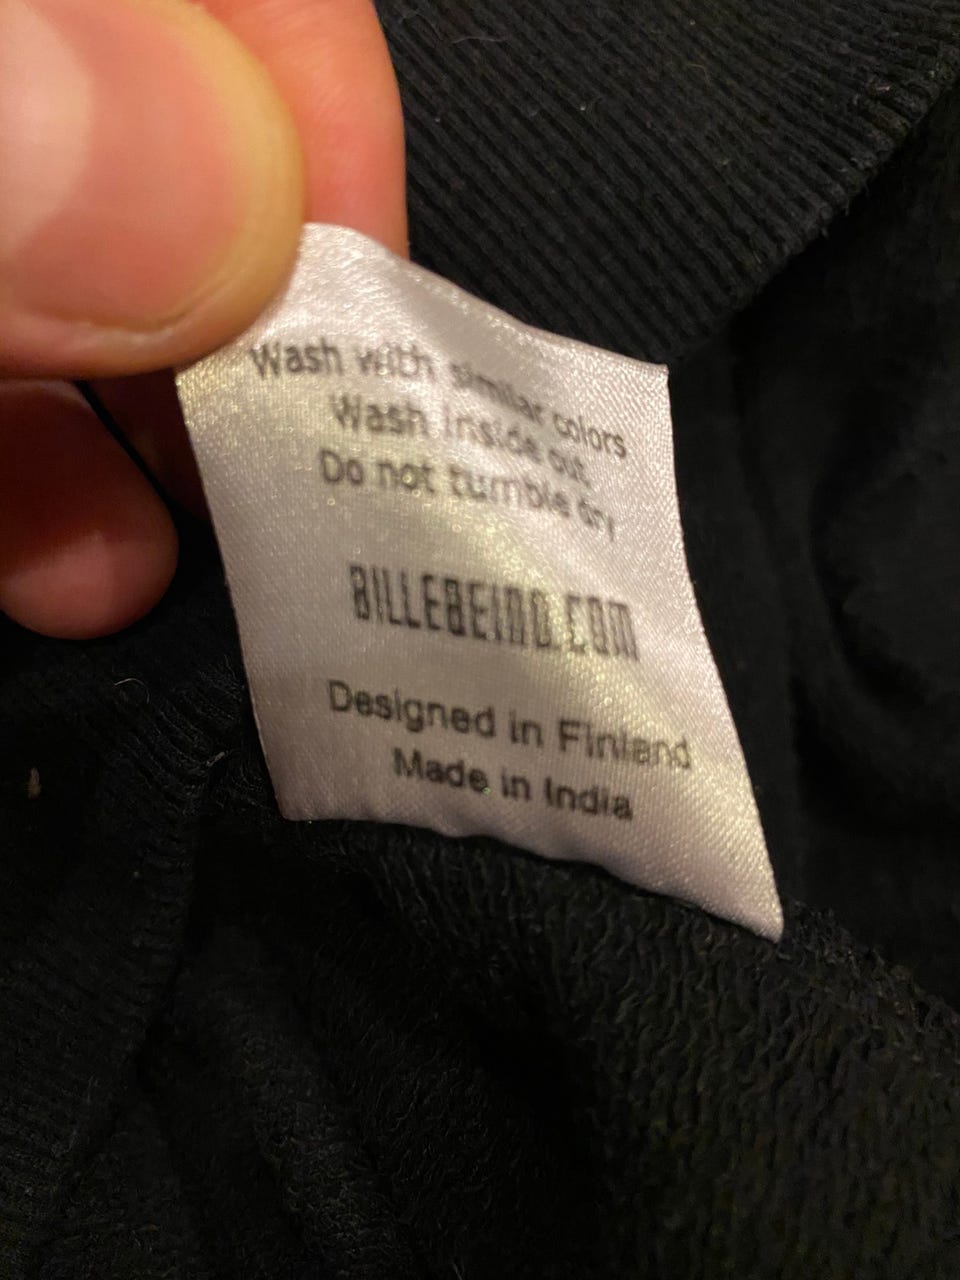 Wash with similar colors
Wash inside out
Do not tumble dry
BILLEBEINO.COM
Designed in Finland
Made in India